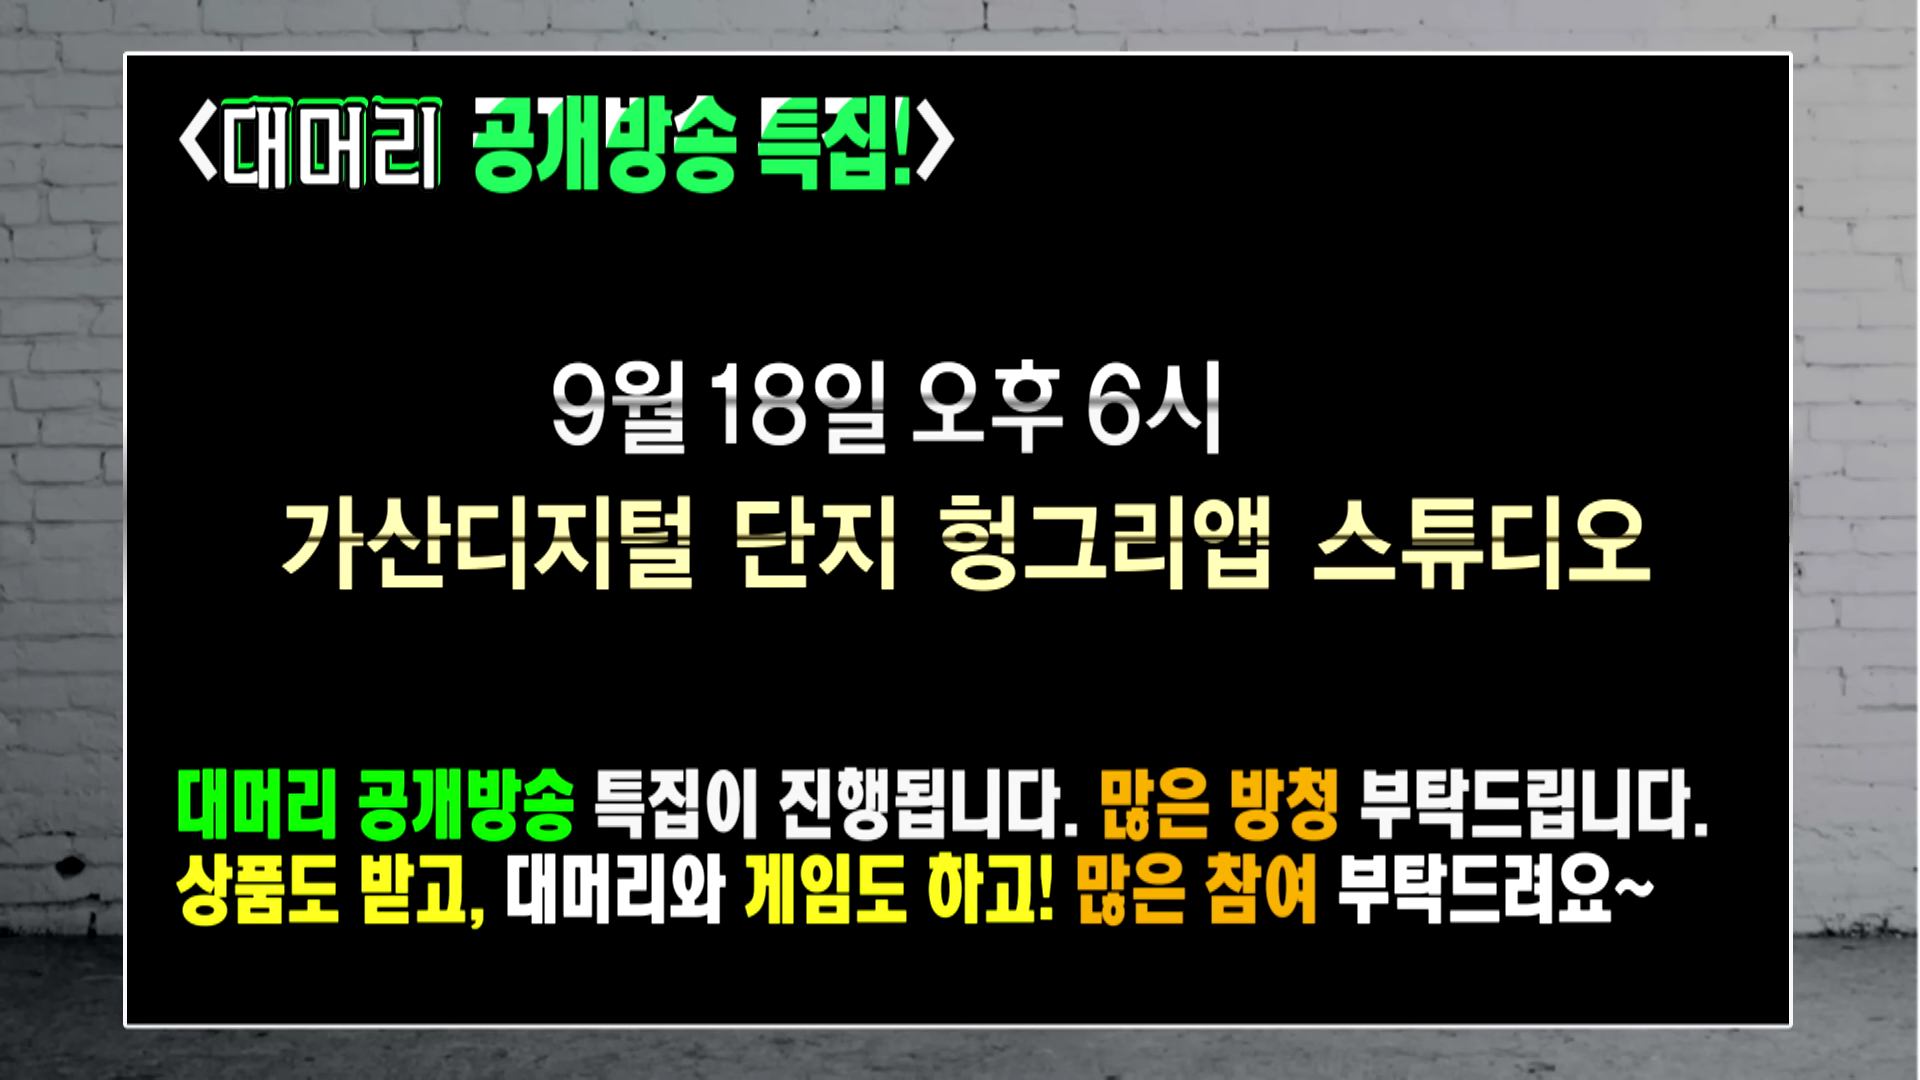 <대머리 공개방송 특집!>
9월 18일 오후 6시
가산디지털 단지 헝그리앱 스튜디오
대머리 공개방송 특집이 진행됩니다. 많은 방청 부탁드립니다.
상품도 받고, 대머리와 게임도 하고! 많은 참여 부탁드려요~